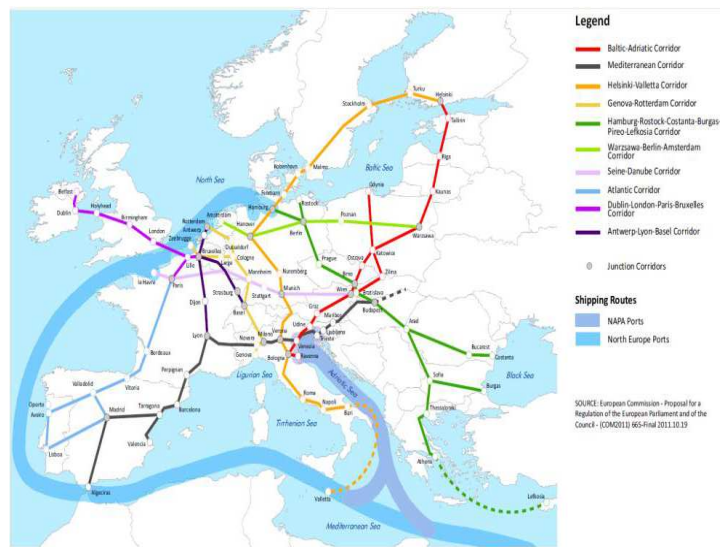 Legend
Baltic-Adriatic Corridor
Mediterranean Corridor
Helsinki-Valletta Corridor
Genova-Rotterdam Corridor
Hamburg-Rostock-Costanta-Burgas-
Pireo-Lefkosia Corridor
Warzsawa-Berlin-Amsterdam
Corridor
Seine-Danube Corridor
Atlantic Corridor
Dublin-London-Paris-Bruxelles
Corridor
Antwerp-Lyon-Basel Corridor
Junction Corridors
Shipping Routes
NAPA Ports
North Europe Ports
SOURCE: European Commission - Proposal for a
Regulation of the European Parliament and of the
Council - (COM2011) 665-Final 2011.10.19
Turku
Helsinki
Stockholm
Tallinn
Riga
North Sea
Baltic Sea
Malmo
Gdynia
Kaunas
Belfast
Dublin
Holyhead
Birmingham
London
Hamburg
Rostock
Amsterdam
Rotterdam
Antwerp
Hanover
Berlin
Poznan
Warszawa
Bruxelles
Lille
Liege
Cologne
Prague
Katowice
Zilina
Brno
la Havre
Paris
Mannheim
Nuremberg
Strasburg
Stuttgart
Munich
Wien
Bratislava
Budapest
Basel
Dijon
Graz
Maribor
Lyon
Novara
Milano
Verona
Udine
Ljubljana
Venezia
Ravenna
Genova
Bologna
Arad
Bordeaux
Ligurian Sea
Adriatic Sea
Bucarest
Costanta
Black Sea
Perpignan
Vitoria
Valladolid
Sofia
Burgas
Roma
Napoli
Bari
Oporto
Aveiro
Madrid
Tarragona
Barcelona
Thessaloniki
Tirrhenian Sea
Valencia
Lisboa
Athena
Algeciras
Valletta
Lefkosia
Mediterranean Sea